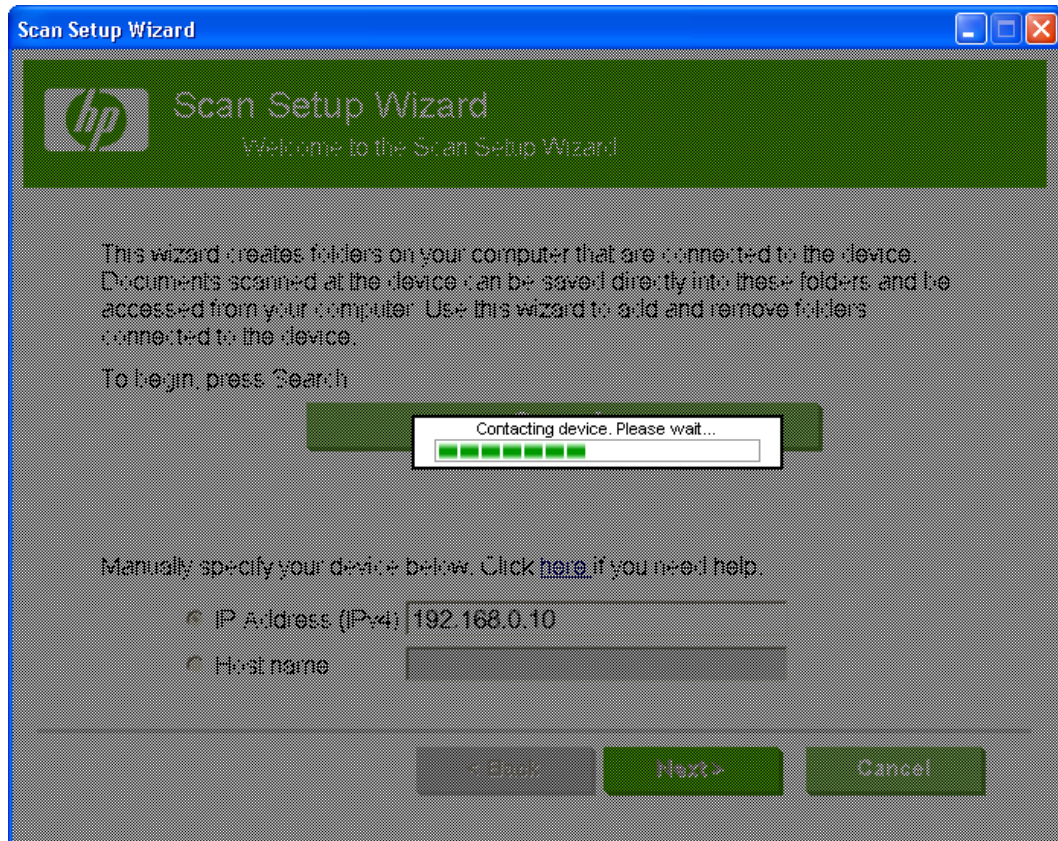 Scan Setup Wizard
hp
Scan Setup Wizard
Welcome to the Scan Setup Wizard
This wizard creates folders on your computer that are connected to the device.
Documents scanned at the device can be saved directly into these folders and be
accessed from your computer. Use this wizard to add and remove folders
connected to the device.
To begin, press Search
Contacting device. Please wait...
Manually specify your device below. Click here if you need help.
IP Address (IPv4) 192.168.0.10
Host name
< Back Next > Cancel